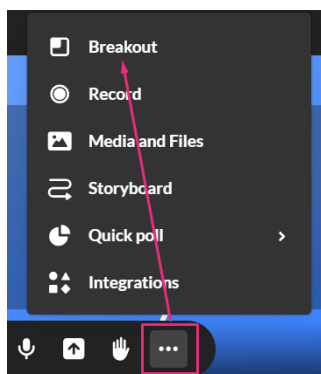 Breakout
Record
Media and Files
Storyboard
Quick poll
Integrations